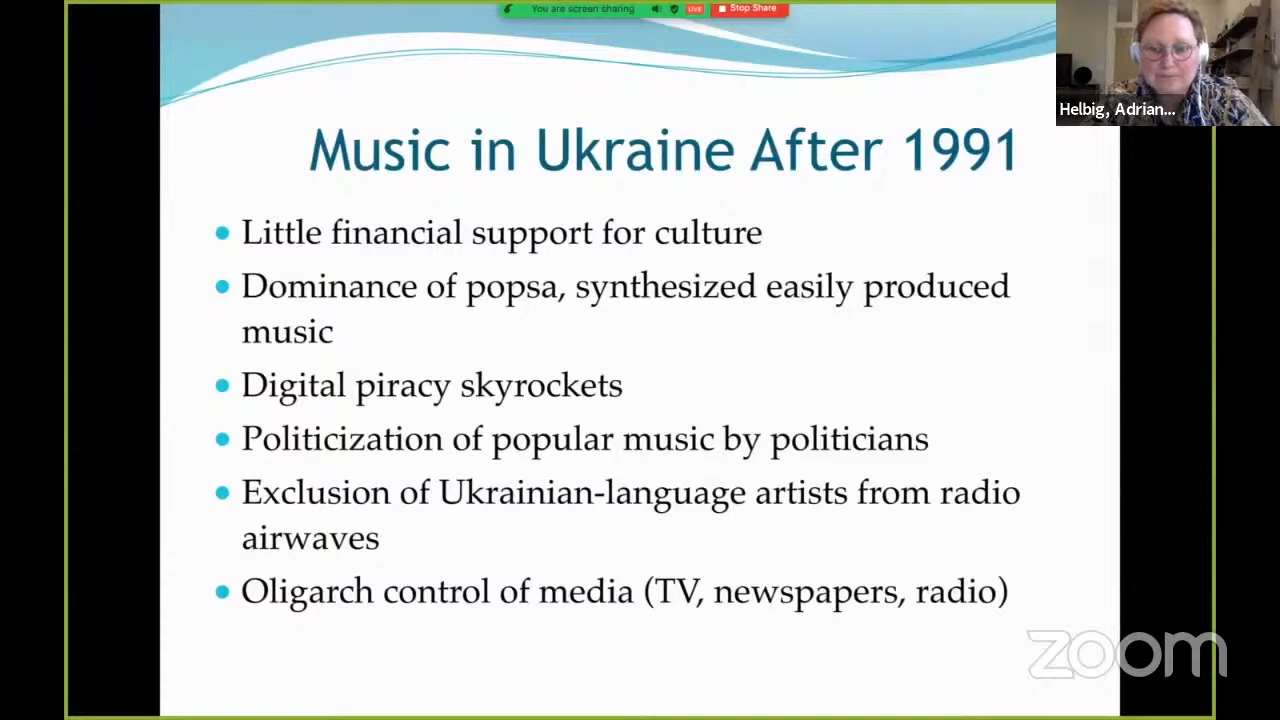 You are screen sharing
LIVE
Stop Share
Helbig, Adrian...
Music in Ukraine After 1991
Little financial support for culture
Dominance of popsa, synthesized easily produced
music
Digital piracy skyrockets
Politicization of popular music by politicians
Exclusion of Ukrainian-language artists from radio
airwaves
Oligarch control of media (TV, newspapers, radio)
zoom